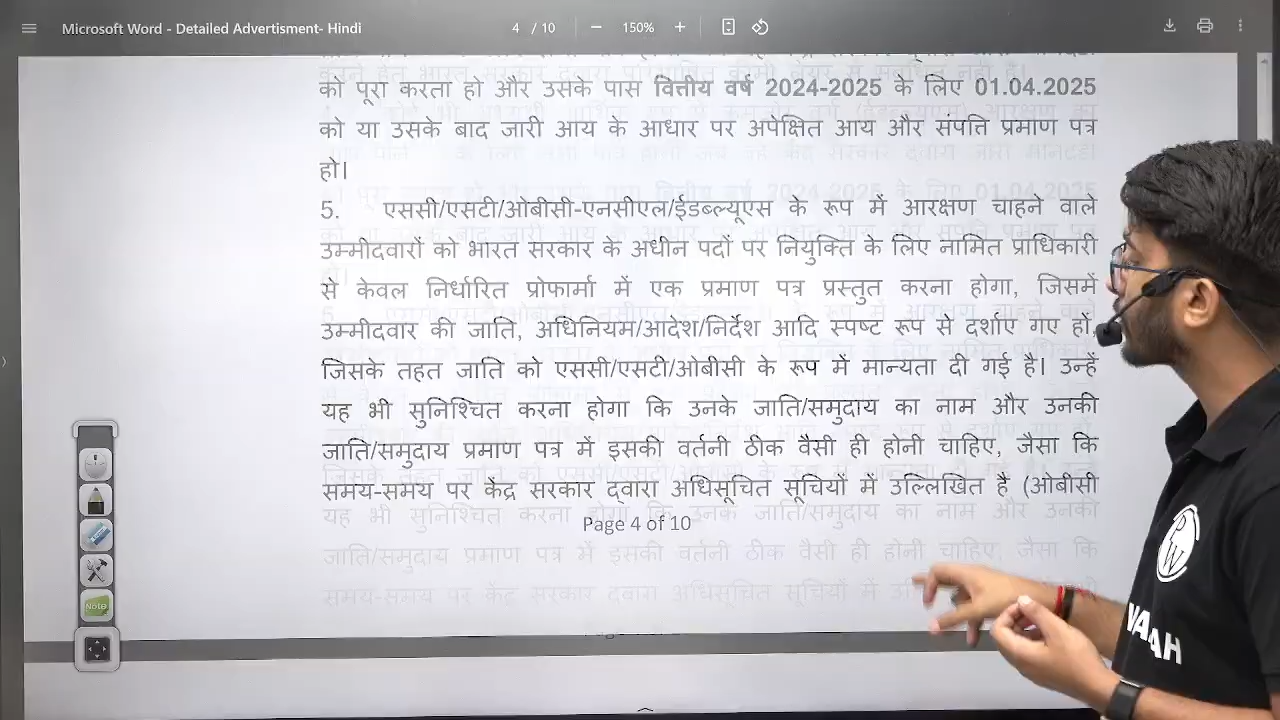 Microsoft Word - Detailed Advertisment- Hindi
4 / 10
150%
को पूरा करता हो और उसके पास वित्तीय वर्ष 2024-2025 के लिए 01.04.2025
को या उसके बाद जारी आय के आधार पर अपेक्षित आय और संपत्ति प्रमाण पत्र
हो।
5. एससी/एसटी/ओबीसी-एनसीएल/ईडब्ल्यूएस के रूप में आरक्षण चाहने वाले
उम्मीदवारों को भारत सरकार के अधीन पदों पर नियुक्ति के लिए नामित प्राधिकारी
से केवल निर्धारित प्रोफार्मा में एक प्रमाण पत्र प्रस्तुत करना होगा, जिसमें
उम्मीदवार की जाति, अधिनियम/आदेश/निर्देश आदि स्पष्ट रूप से दर्शाए गए हों,
जिसके तहत जाति को एससी/एसटी/ओबीसी के रूप में मान्यता दी गई है। उन्हें
यह भी सुनिश्चित करना होगा कि उनके जाति/समुदाय का नाम और उनकी
जाति/समुदाय प्रमाण पत्र में इसकी वर्तनी ठीक वैसी ही होनी चाहिए, जैसा कि
समय-समय पर केंद्र सरकार द्वारा अधिसूचित सूचियों में उल्लिखित है (ओबीसी
Page 4 of 10
Note
PW